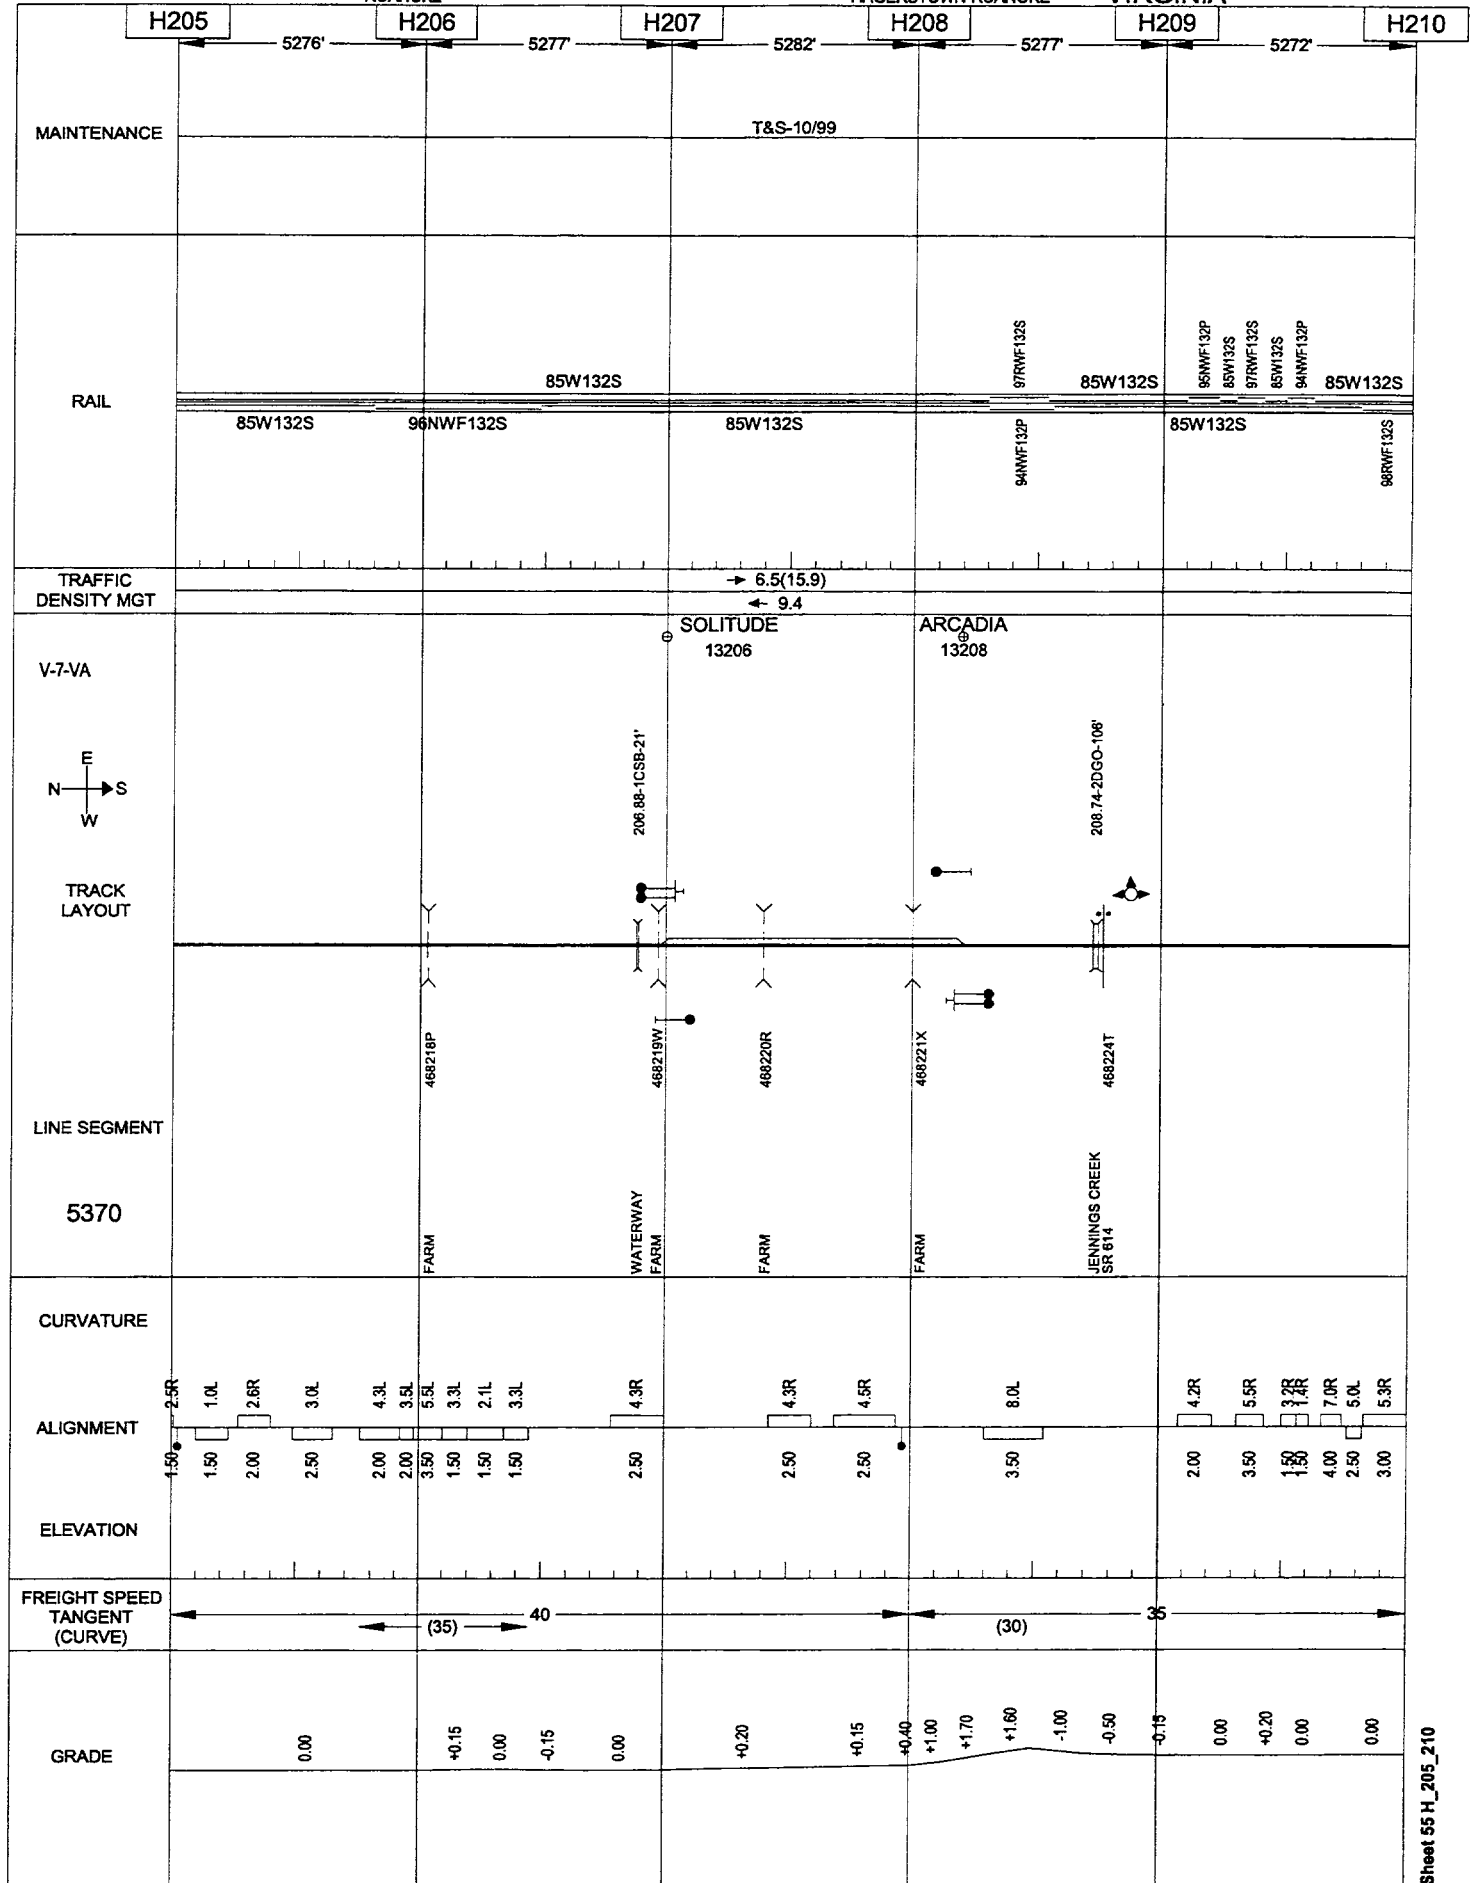 VIRGINIA
H205 H206 H207 H208 H209 H210
5276' 5277' 5282' 5277' 5272'
MAINTENANCE
T&S-10/99
RAIL
97RWF132S
95NWF132P
85W132S
97RWF132S
85W132S
94NWF132P
85W132S 85W132S 85W132S
85W132S 96NWF132S 85W132S 85W132S
94NWF132P
98RWF132S
TRAFFIC
DENSITY MGT
6.5(15.9)
9.4
SOLITUDE
13206
ARCADIA
13208
V-7-VA
E
N S
W
206.88-1CSB-21'
208.74-2DGO-106'
TRACK
LAYOUT
468218P
468219W
468220R
468221X
468224T
LINE SEGMENT
5370
FARM
WATERWAY
FARM
FARM
FARM
JENNINGS CREEK
SR 614
CURVATURE
2.5R 1.0L 2.6R 3.0L 4.3L 3.5L 5.5L 3.3L 2.1L 3.3L 4.3R 4.3R 4.5R 8.0L 4.2R 5.5R 3.2R 1.4R 7.0R 5.0L 5.3R
ALIGNMENT
1.50 1.50 2.00 2.50 2.00 2.00 3.50 1.50 1.50 1.50 2.50 2.50 2.50 3.50 2.00 3.50 1.50 1.50 4.00 2.50 3.00
ELEVATION
FREIGHT SPEED
TANGENT
(CURVE)
40 35
(35) (30)
GRADE
0.00 +0.15 0.00 -0.15 0.00 +0.20 +0.15 +0.40 +1.00 +1.70 +1.60 -1.00 -0.50 -0.15 0.00 +0.20 0.00 0.00
Sheet 55 H_205_210